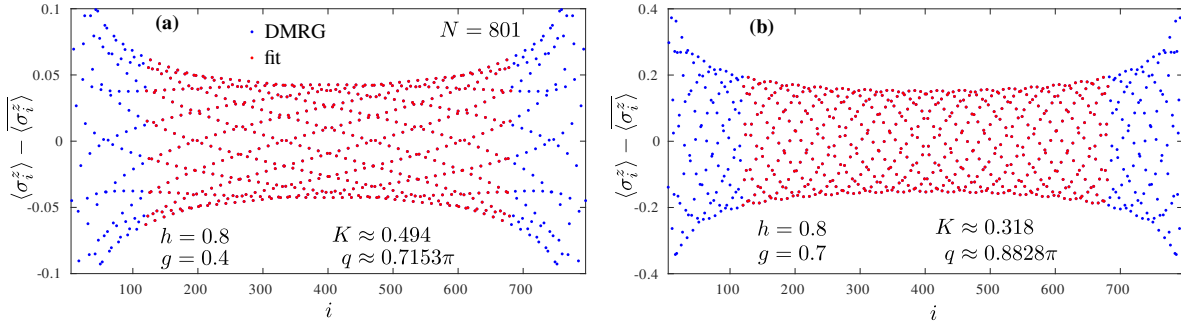 0.1
0.05
0
-0.05
-0.1
⟨σ_i^z⟩ − \overline{⟨σ_i^z⟩}
(a)
DMRG
fit
N = 801
h = 0.8
g = 0.4
K ≈ 0.494
q ≈ 0.7153π
100 200 300 400 500 600 700
i
0.4
0.2
0
-0.2
-0.4
⟨σ_i^z⟩ − \overline{⟨σ_i^z⟩}
(b)
h = 0.8
g = 0.7
K ≈ 0.318
q ≈ 0.8828π
100 200 300 400 500 600 700
i